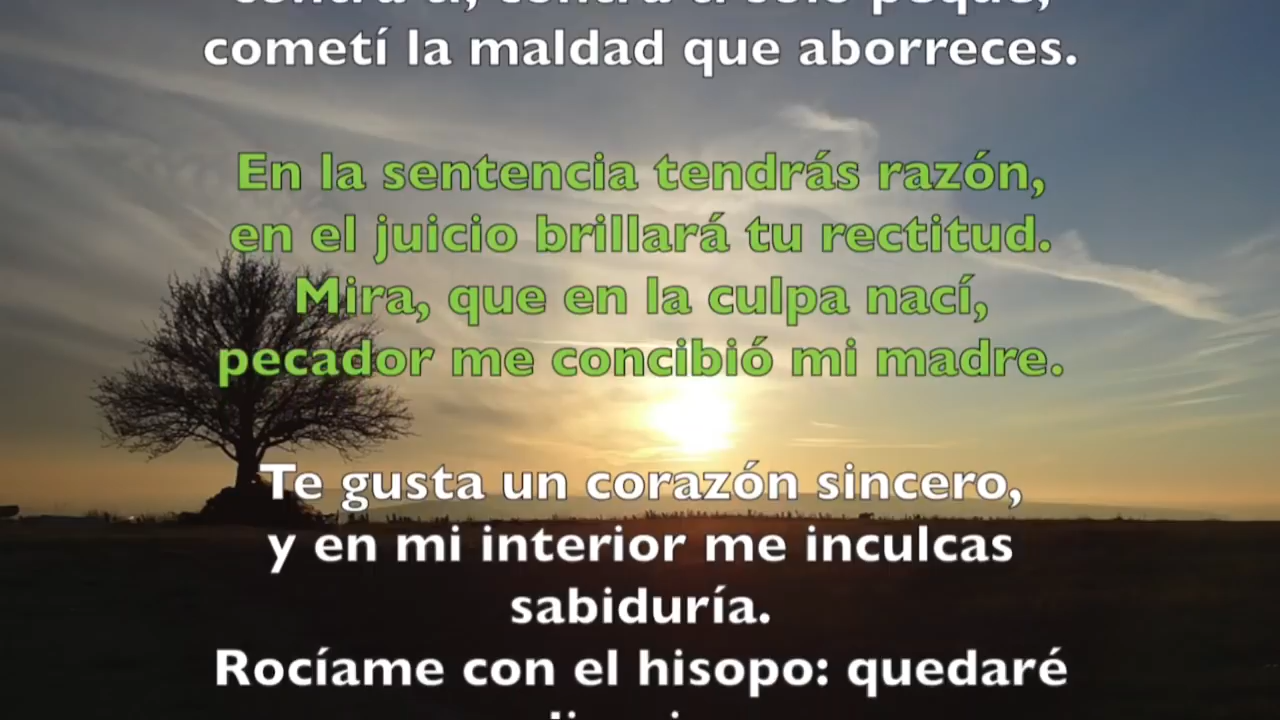 cometí la maldad que aborreces.
En la sentencia tendrás razón,
en el juicio brillará tu rectitud.
Mira, que en la culpa nací,
pecador me concibió mi madre.
Te gusta un corazón sincero,
y en mi interior me inculcas
sabiduría.
Rocíame con el hisopo: quedaré